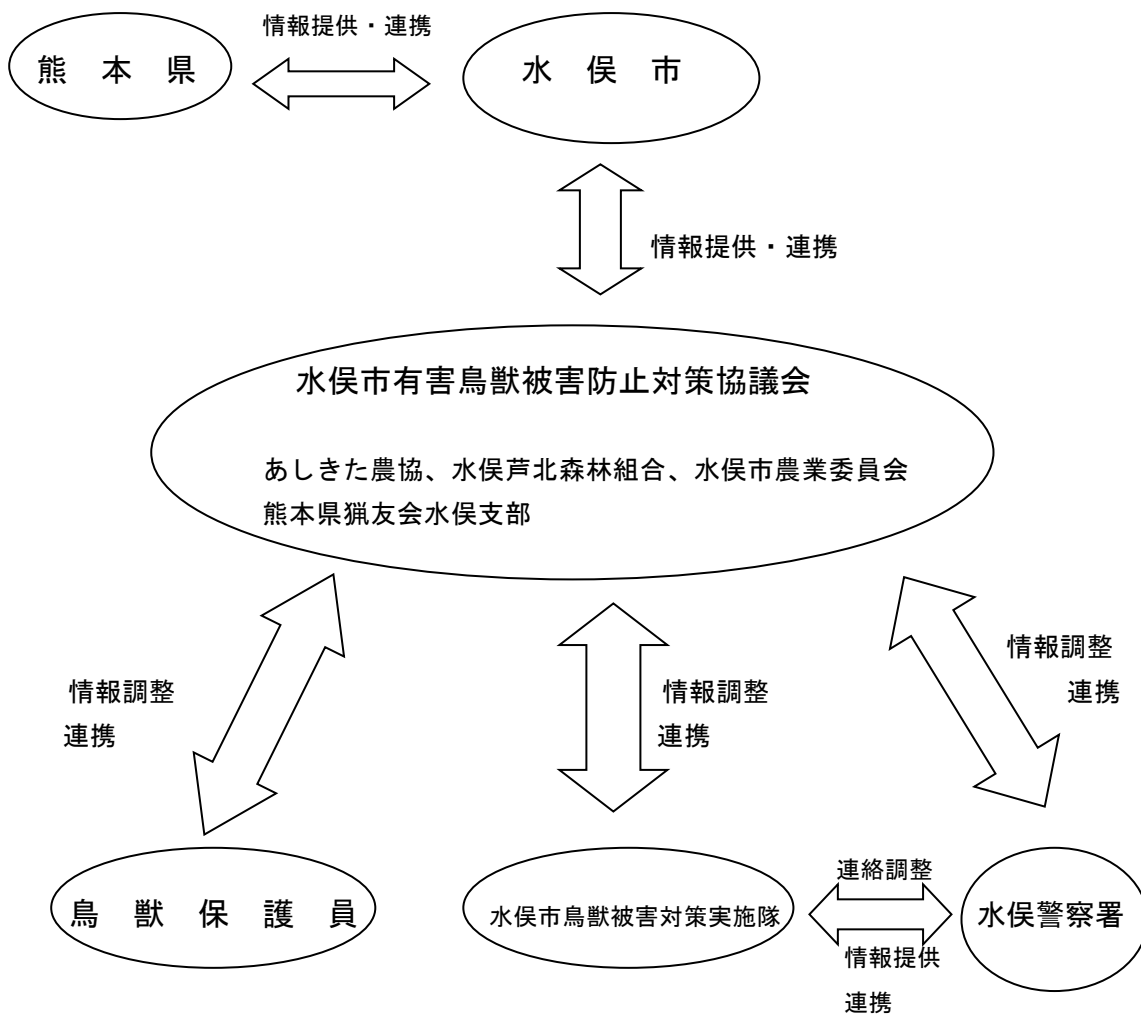 情報提供・連携
熊本県
水俣市
情報提供・連携
水俣市有害鳥獣被害防止対策協議会
あしきた農協、水俣芦北森林組合、水俣市農業委員会
熊本県猟友会水俣支部
情報調整
連携
情報調整
連携
情報調整
連携
鳥獣保護員
水俣市鳥獣被害対策実施隊
連絡調整
情報提供
連携
水俣警察署